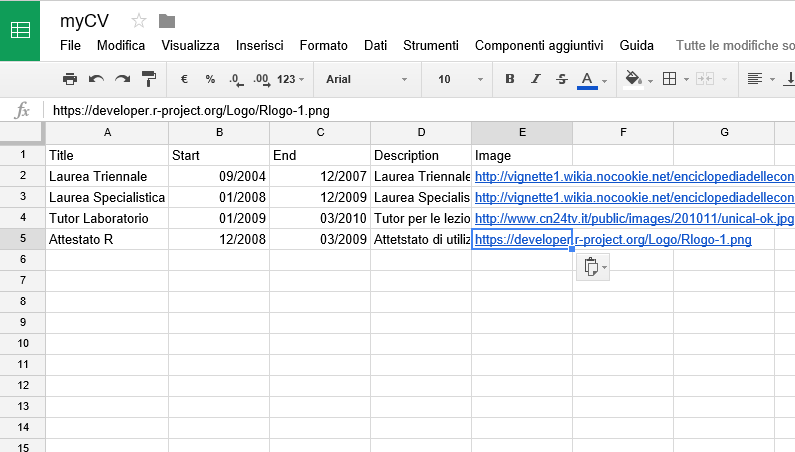 myCV
File Modifica Visualizza Inserisci Formato Dati Strumenti Componenti aggiuntivi Guida Tutte le modifiche so
€ % .0 .00 123 Arial 10 B I S A
fx https://developer.r-project.org/Logo/Rlogo-1.png
A B C D E F G
1 Title Start End Description Image
2 Laurea Triennale 09/2004 12/2007 Laurea Triennale http://vignette1.wikia.nocookie.net/enciclopediadellecon
3 Laurea Specialistica 01/2008 12/2009 Laurea Specialis http://vignette1.wikia.nocookie.net/enciclopediadellecon
4 Tutor Laboratorio 01/2009 03/2010 Tutor per le lezio http://www.cn24tv.it/public/images/201011/unical-ok.jpg
5 Attestato R 12/2008 03/2009 Attetstato di utiliz https://developer.r-project.org/Logo/Rlogo-1.png
6
7
8
9
10
11
12
13
14
15